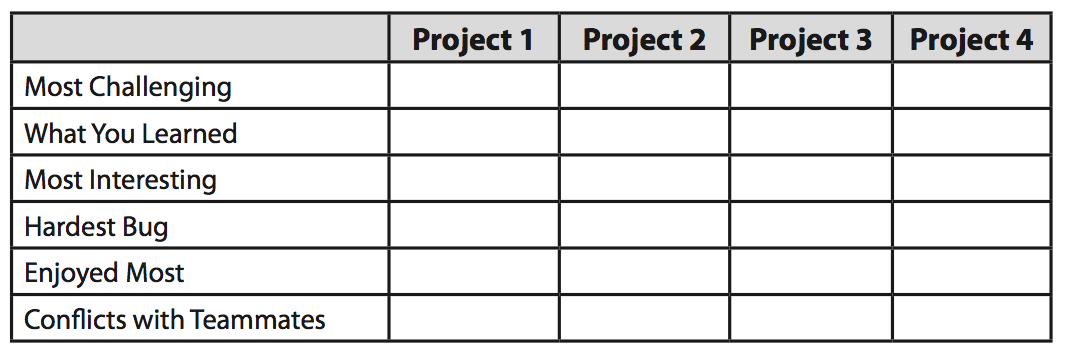 Project 1 Project 2 Project 3 Project 4
Most Challenging
What You Learned
Most Interesting
Hardest Bug
Enjoyed Most
Conflicts with Teammates